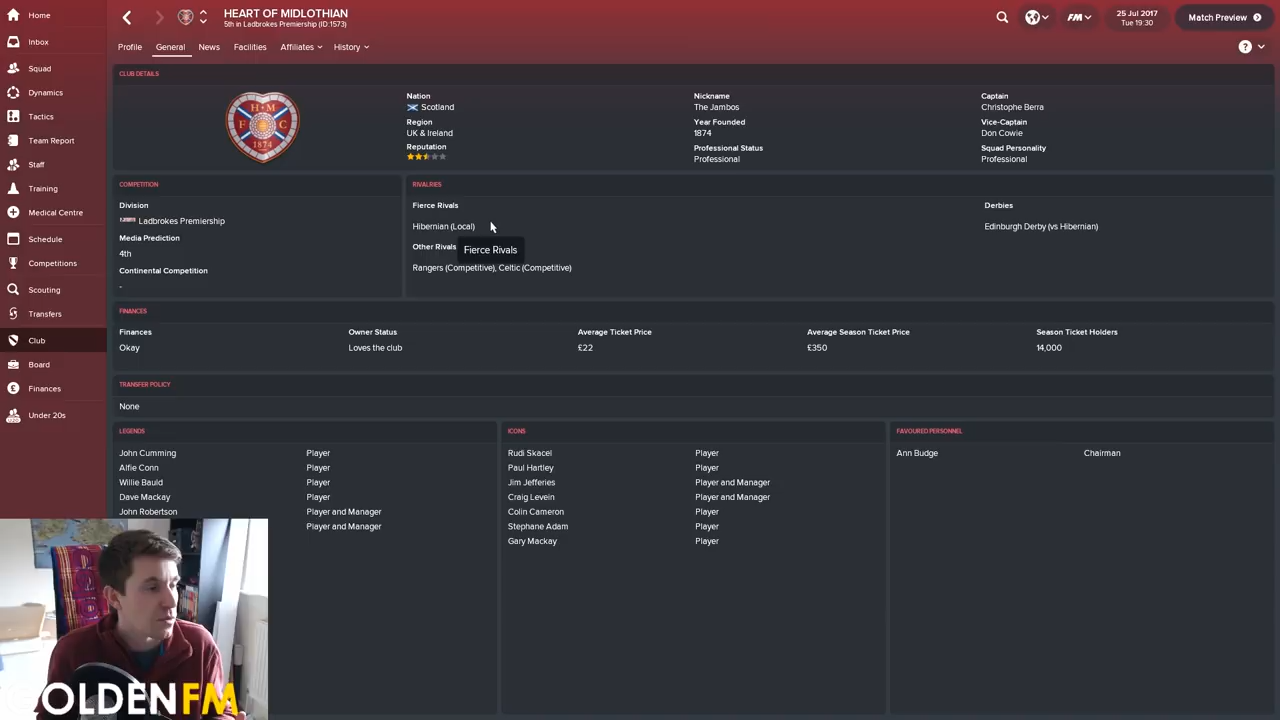 Home
Inbox
Squad
Dynamics
Tactics
Team Report
Staff
Training
Medical Centre
Schedule
Competitions
Scouting
Transfers
Club
Board
Finances
Under 20s
HEART OF MIDLOTHIAN
5th in Ladbrokes Premiership (ID:1573)
FM
25 Jul 2017
Tue 19:30
Match Preview
Profile
General
News
Facilities
Affiliates
History
?
CLUB DETAILS
H M
F C
1874
Nation
Scotland
Region
UK & Ireland
Reputation
Nickname
The Jambos
Year Founded
1874
Professional Status
Professional
Captain
Christophe Berra
Vice-Captain
Don Cowie
Squad Personality
Professional
COMPETITION
Division
Ladbrokes Premiership
Media Prediction
4th
Continental Competition
-
RIVALRIES
Fierce Rivals
Hibernian (Local)
Other Rivals
Fierce Rivals
Rangers (Competitive), Celtic (Competitive)
Derbies
Edinburgh Derby (vs Hibernian)
FINANCES
Finances
Okay
Owner Status
Loves the club
Average Ticket Price
£22
Average Season Ticket Price
£350
Season Ticket Holders
14,000
TRANSFER POLICY
None
LEGENDS
John Cumming Player
Alfie Conn Player
Willie Bauld Player
Dave Mackay Player
John Robertson Player and Manager
Player and Manager
ICONS
Rudi Skacel Player
Paul Hartley Player
Jim Jefferies Player and Manager
Craig Levein Player and Manager
Colin Cameron Player
Stephane Adam Player
Gary Mackay Player
FAVOURED PERSONNEL
Ann Budge Chairman
GOLDENFM